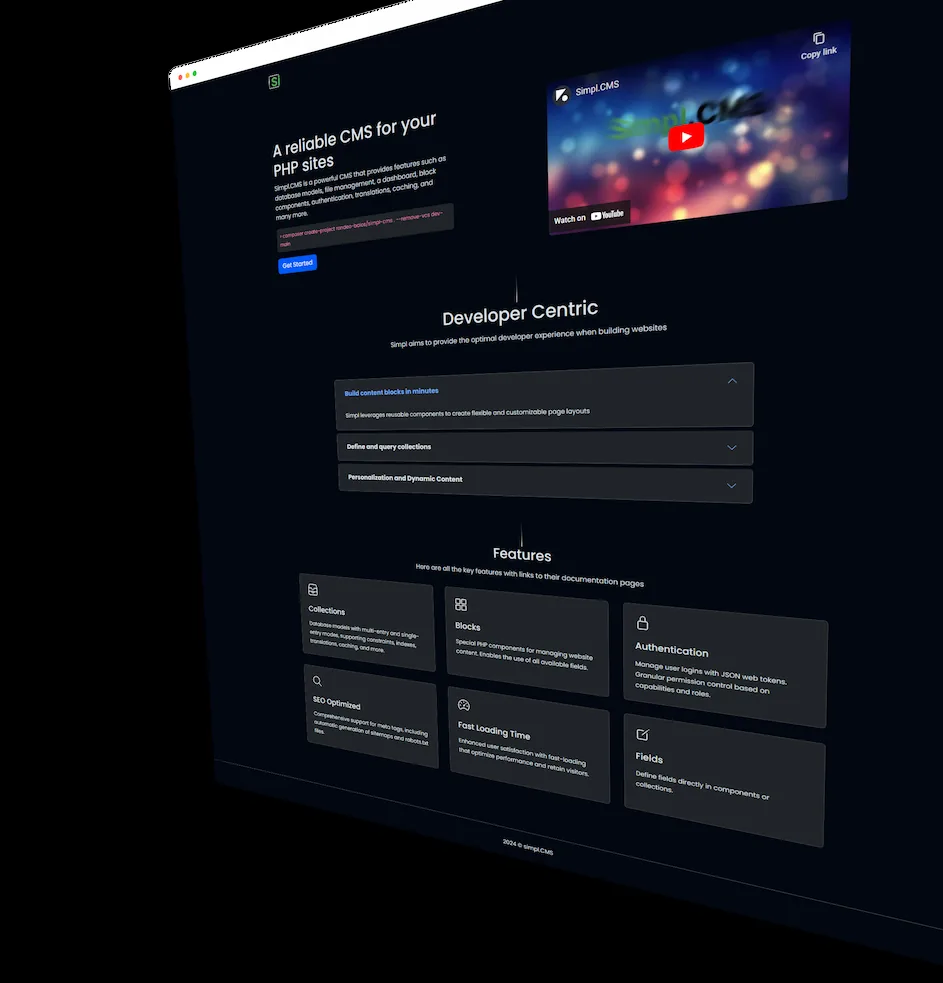 S
A reliable CMS for your
PHP sites
Simpl.CMS is a powerful CMS that provides features such as
database models, file management, a dashboard, block
components, authentication, translations, caching, and
many more.
composer create-project
simpl-cms . --remove-vcs dev-
main
Get Started
Simpl.CMS
Copy link
Simpl.CMS
Watch on YouTube
Developer Centric
Simpl aims to provide the optimal developer experience when building websites
Build content blocks in minutes
Simpl leverages reusable components to create flexible and customizable page layouts
Define and query collections
Personalization and Dynamic Content
Features
Here are all the key features with links to their documentation pages
Collections
Database models with multi-entry and single-
entry modes, supporting constraints, indexes,
translations, caching, and more.
Blocks
Special PHP components for managing website
content. Enables the use of all available fields.
Authentication
Manage user logins with JSON web tokens.
Granular permission control based on
capabilities and roles.
SEO Optimized
Comprehensive support for meta tags, including
automatic generation of sitemaps and robots.txt
files.
Fast Loading Time
Enhanced user satisfaction with fast-loading
that optimize performance and retain visitors.
Fields
Define fields directly in components or
collections.
2024 © simpl.CMS